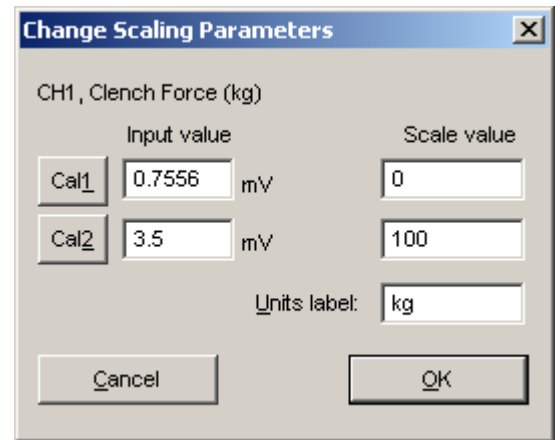 Change Scaling Parameters
CH1, Clench Force (kg)
Input value Scale value
Cal1 0.7556 mV 0
Cal2 3.5 mV 100
Units label: kg
Cancel OK